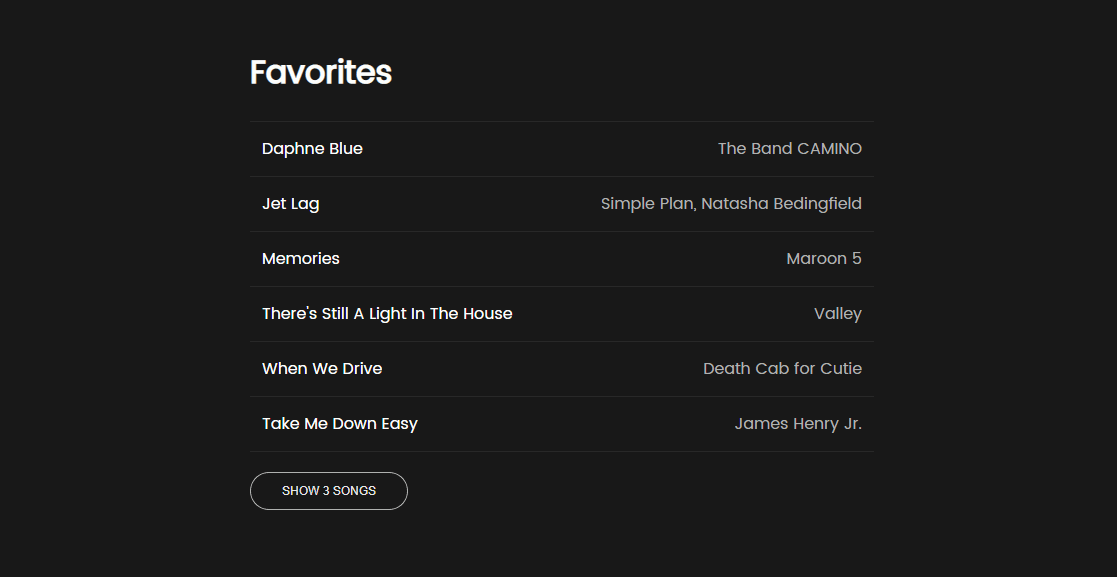 Favorites
Daphne Blue The Band CAMINO
Jet Lag Simple Plan, Natasha Bedingfield
Memories Maroon 5
There's Still A Light In The House Valley
When We Drive Death Cab for Cutie
Take Me Down Easy James Henry Jr.
SHOW 3 SONGS